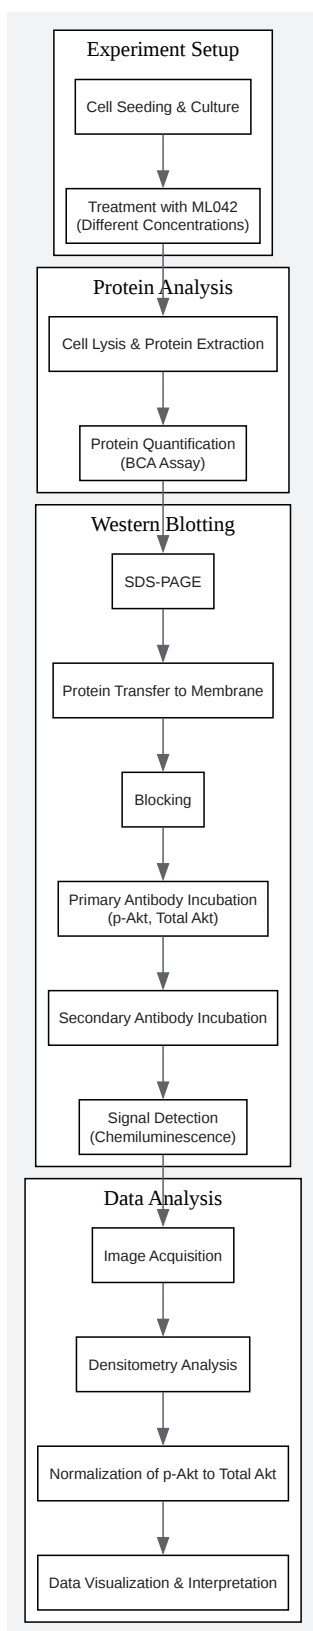 Experiment Setup
Cell Seeding & Culture
Treatment with ML042
(Different Concentrations)
Protein Analysis
Cell Lysis & Protein Extraction
Protein Quantification
(BCA Assay)
Western Blotting
SDS-PAGE
Protein Transfer to Membrane
Blocking
Primary Antibody Incubation
(p-Akt, Total Akt)
Secondary Antibody Incubation
Signal Detection
(Chemiluminescence)
Data Analysis
Image Acquisition
Densitometry Analysis
Normalization of p-Akt to Total Akt
Data Visualization & Interpretation